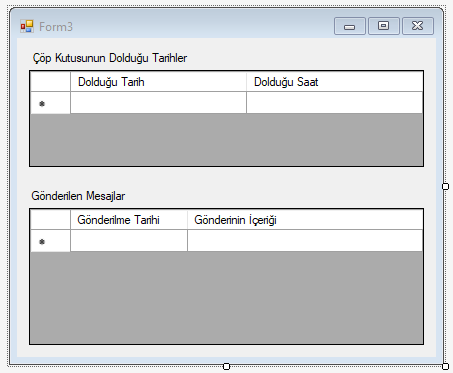 Form3
Çöp Kutusunun Dolduğu Tarihler
Dolduğu Tarih Dolduğu Saat
Gönderilen Mesajlar
Gönderilme Tarihi Gönderinin İçeriği